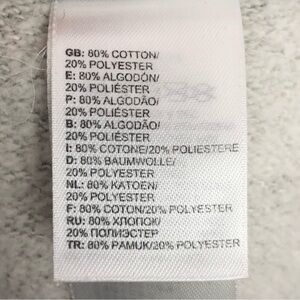 GB: 80% COTTON/
20% POLYESTER
E: 80% ALGODÓN/
20% POLIÉSTER
P: 80% ALGODÃO/
20% POLIÉSTER
B: 80% ALGODÃO/
20% POLIÉSTER
I: 80% COTONE/20% POLIESTERE
D: 80% BAUMWOLLE/
20% POLYESTER
NL: 80% KATOEN/
20% POLYESTER
F: 80% COTON/20% POLYESTER
RU: 80% ХЛОПОК/
20% ПОЛИЭСТЕР
TR: 80% PAMUK/20% POLYESTER